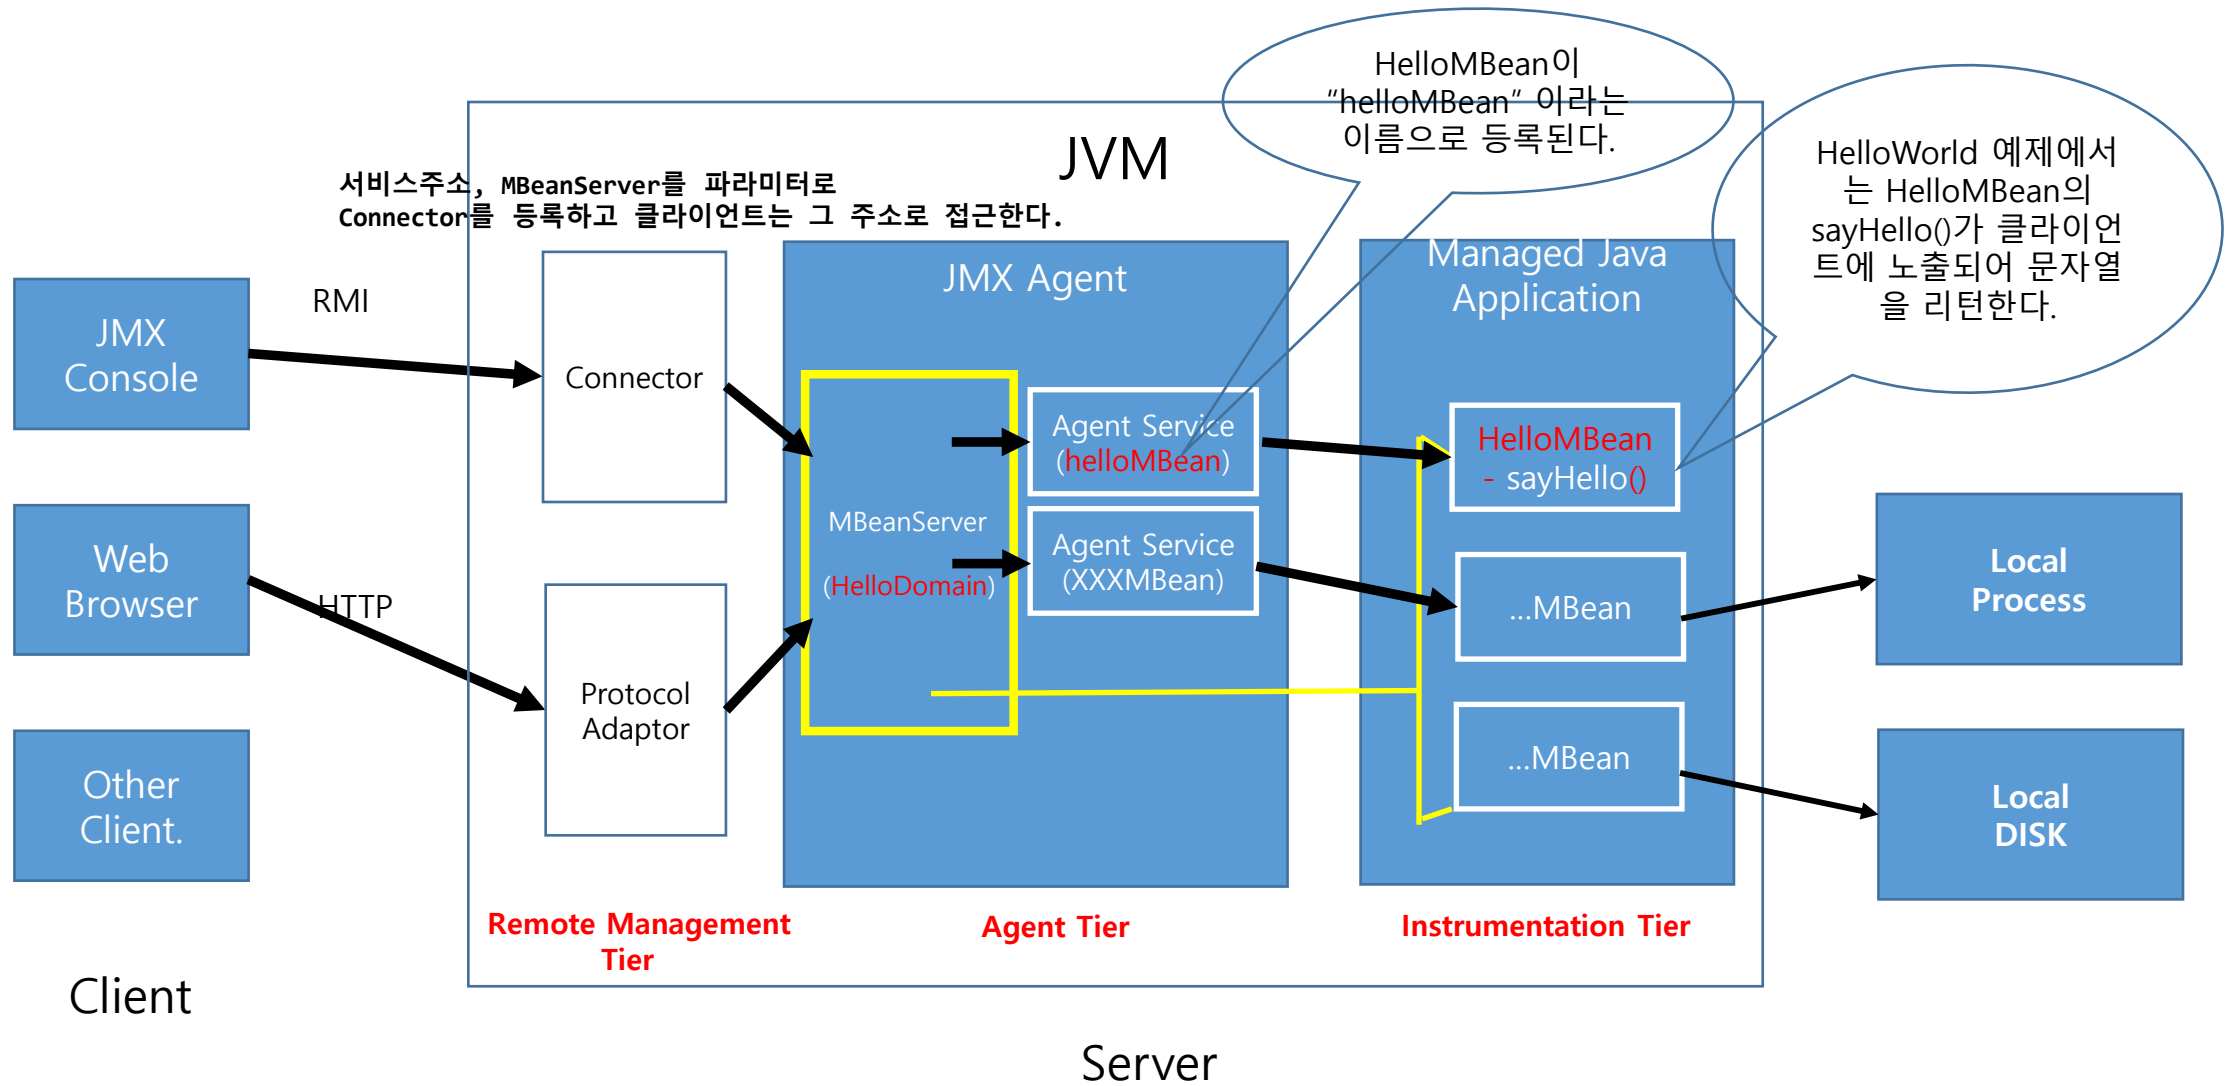 HelloMBean이
"helloMBean" 이라는
이름으로 등록된다.
JVM
HelloWorld 예제에서
는 HelloMBean의
sayHello()가 클라이언
트에 노출되어 문자열
을 리턴한다.
서비스주소, MBeanServer를 파라미터로
Connector를 등록하고 클라이언트는 그 주소로 접근한다.
JMX
Console
RMI
Connector
JMX Agent
Managed Java
Application
Agent Service
(helloMBean)
HelloMBean
- sayHello()
Web
Browser
HTTP
MBeanServer
(HelloDomain)
Agent Service
(XXXMBean)
...MBean
Local
Process
Protocol
Adaptor
Other
Client.
...MBean
Local
DISK
Remote Management
Tier
Agent Tier
Instrumentation Tier
Client
Server